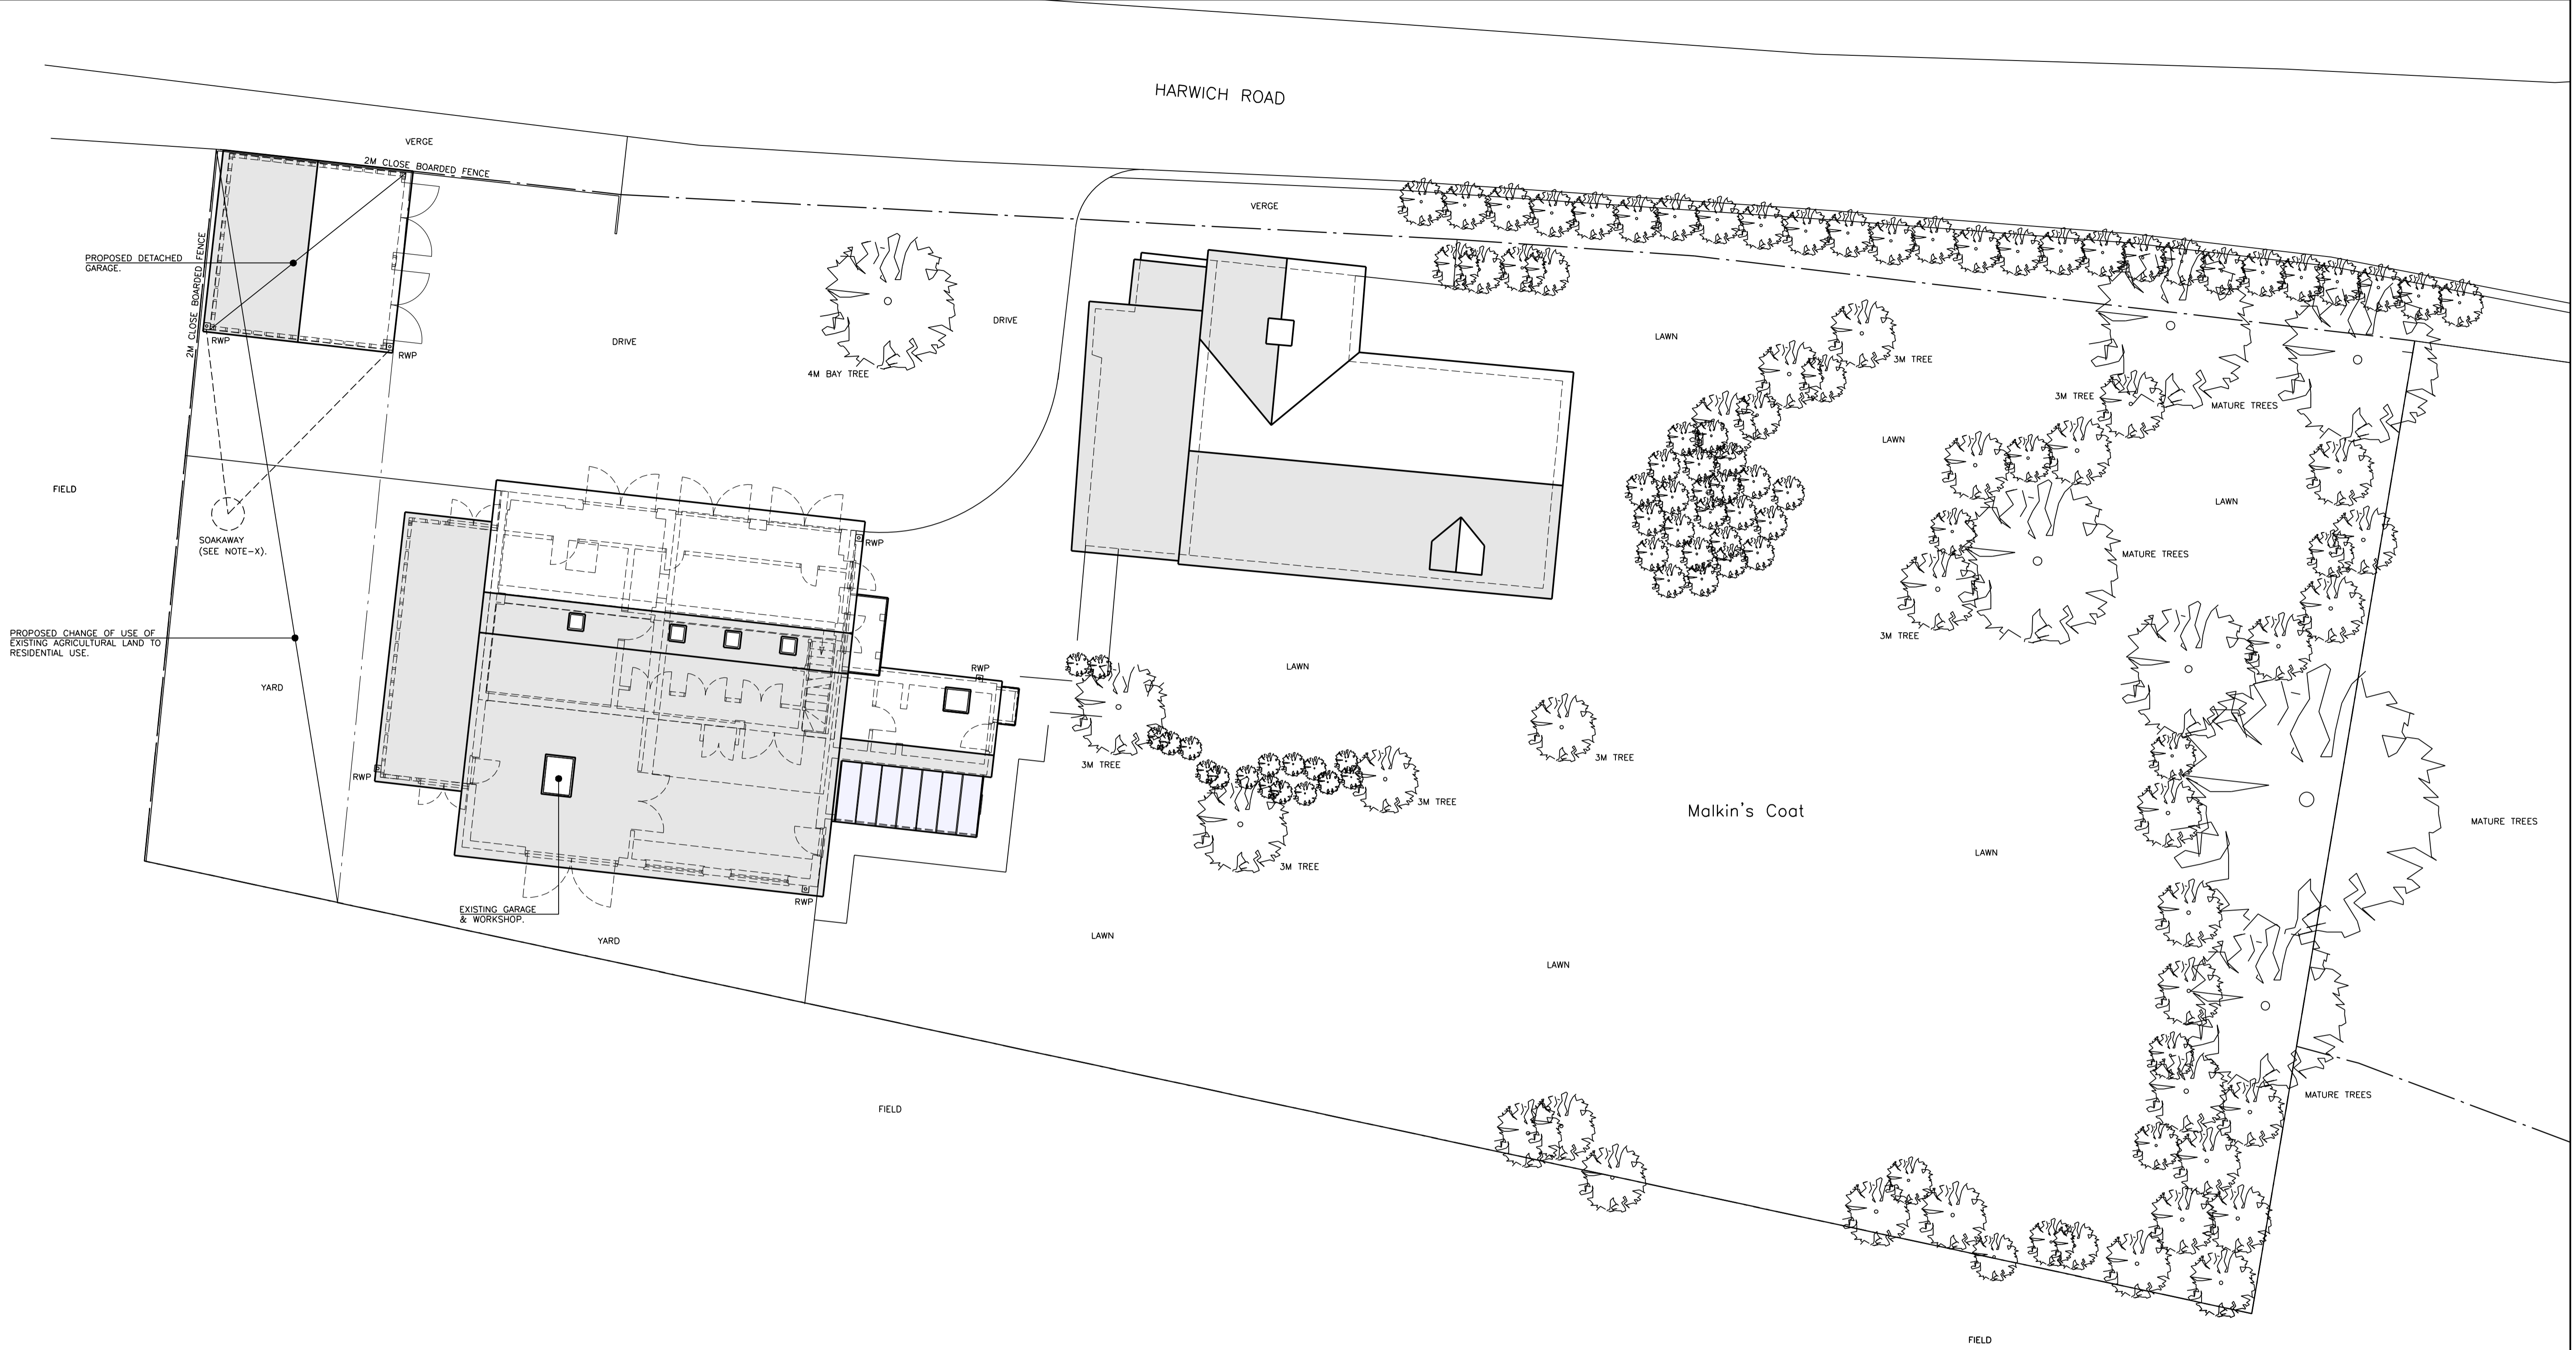 HARWICH ROAD
VERGE
2M CLOSE BOARDED FENCE
VERGE
2M CLOSE BOARDED FENCE
PROPOSED DETACHED
GARAGE.
DRIVE
DRIVE
4M BAY TREE
RWP
RWP
LAWN
3M TREE
3M TREE
MATURE TREES
LAWN
FIELD
LAWN
SOAKAWAY
(SEE NOTE-X).
RWP
MATURE TREES
PROPOSED CHANGE OF USE OF
EXISTING AGRICULTURAL LAND TO
RESIDENTIAL USE.
3M TREE
LAWN
RWP
YARD
3M TREE
3M TREE
RWP
3M TREE
Malkin's Coat
MATURE TREES
3M TREE
LAWN
RWP
EXISTING GARAGE
& WORKSHOP.
YARD
LAWN
LAWN
MATURE TREES
FIELD
FIELD